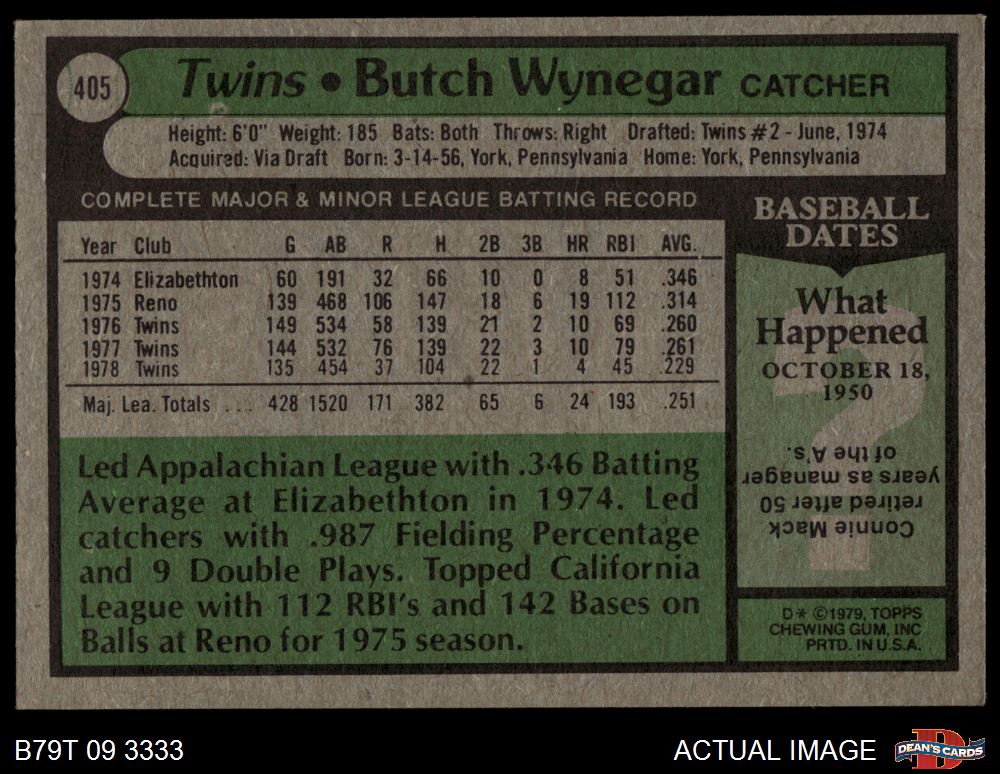 405
Twins • Butch Wynegar CATCHER
Height: 6'0" Weight: 185 Bats: Both Throws: Right Drafted: Twins #2 - June, 1974
Acquired: Via Draft Born: 3-14-56, York, Pennsylvania Home: York, Pennsylvania
COMPLETE MAJOR & MINOR LEAGUE BATTING RECORD
Year Club G AB R H 2B 3B HR RBI AVG.
1974 Elizabethton 60 191 32 66 10 0 8 51 .346
1975 Reno 139 468 106 147 18 6 19 112 .314
1976 Twins 149 534 58 139 21 2 10 69 .260
1977 Twins 144 532 76 139 22 3 10 79 .261
1978 Twins 135 454 37 104 22 1 4 45 .229
Maj. Lea. Totals . . . 428 1520 171 382 65 6 24 193 .251
Led Appalachian League with .346 Batting
Average at Elizabethton in 1974. Led
catchers with .987 Fielding Percentage
and 9 Double Plays. Topped California
League with 112 RBI's and 142 Bases on
Balls at Reno for 1975 season.
BASEBALL
DATES
What
Happened
OCTOBER 18,
1950
?
Connie Mack
retired after 50
years as manager
of the A's.
D* ©1979, TOPPS
CHEWING GUM, INC
PRTD. IN U.S.A.
B79T 09 3333
ACTUAL IMAGE
DEAN'S CARDS